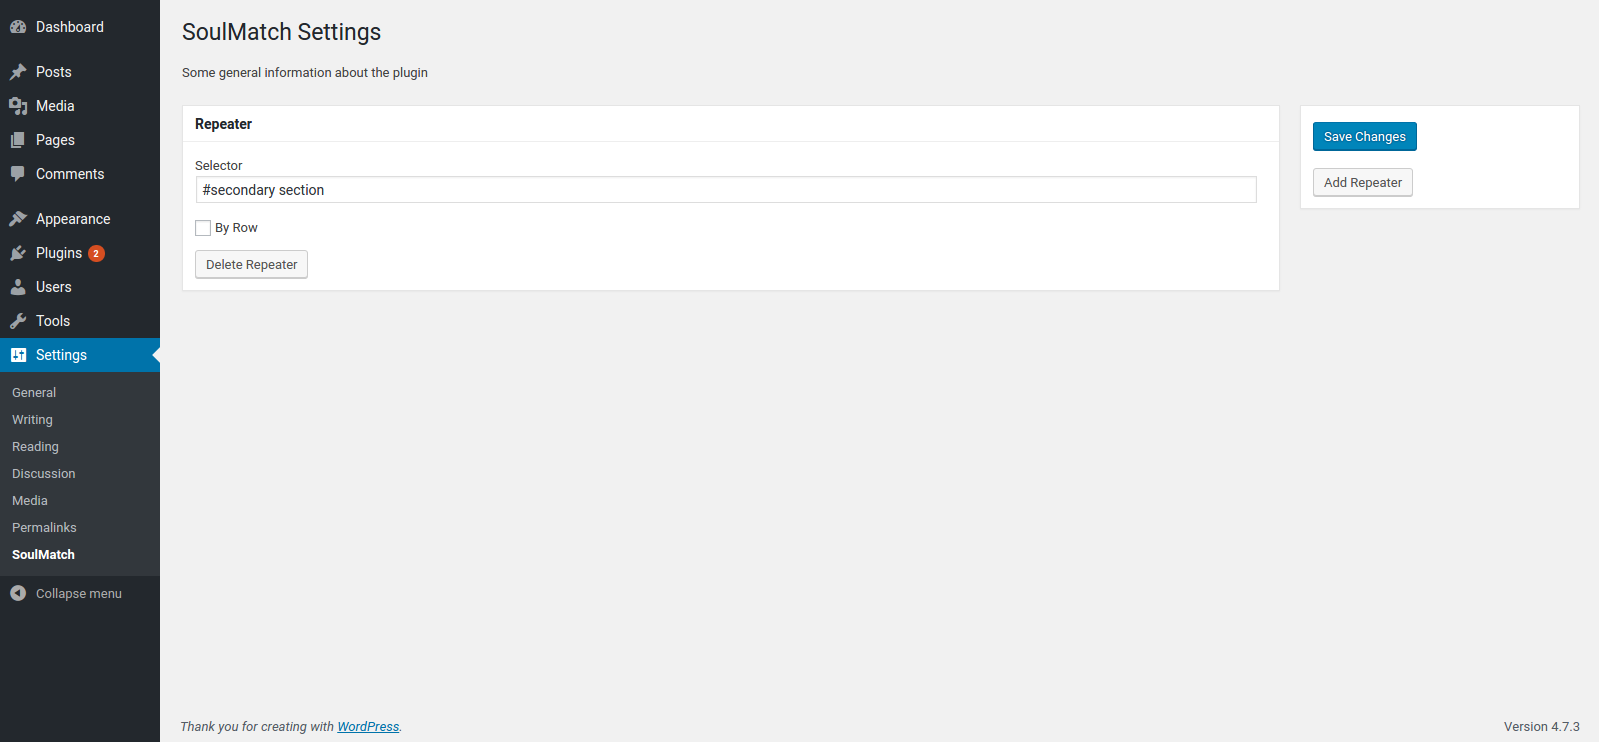 Dashboard
Posts
Media
Pages
Comments
Appearance
Plugins 2
Users
Tools
Settings
General
Writing
Reading
Discussion
Media
Permalinks
SoulMatch
Collapse menu
SoulMatch Settings
Some general information about the plugin
Repeater
Selector
#secondary section
By Row
Delete Repeater
Save Changes
Add Repeater
Thank you for creating with WordPress.
Version 4.7.3